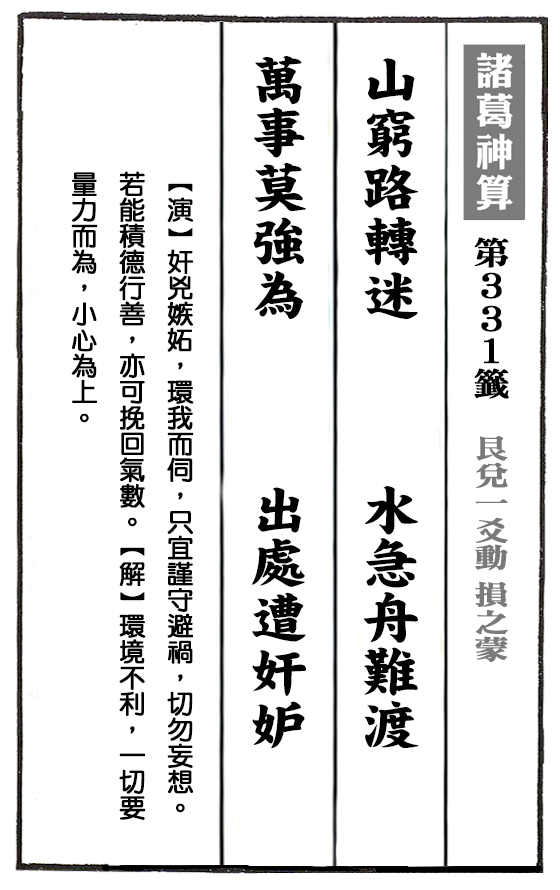 諸葛神算 第331籤 艮兌一爻動 損之蒙
山窮路轉迷 水急舟難渡
萬事莫強為 出處遭奸妒
【演】奸兇嫉妬，環我而伺，只宜謹守避禍，切勿妄想。
若能積德行善，亦可挽回氣數。【解】環境不利，一切要
量力而為，小心為上。